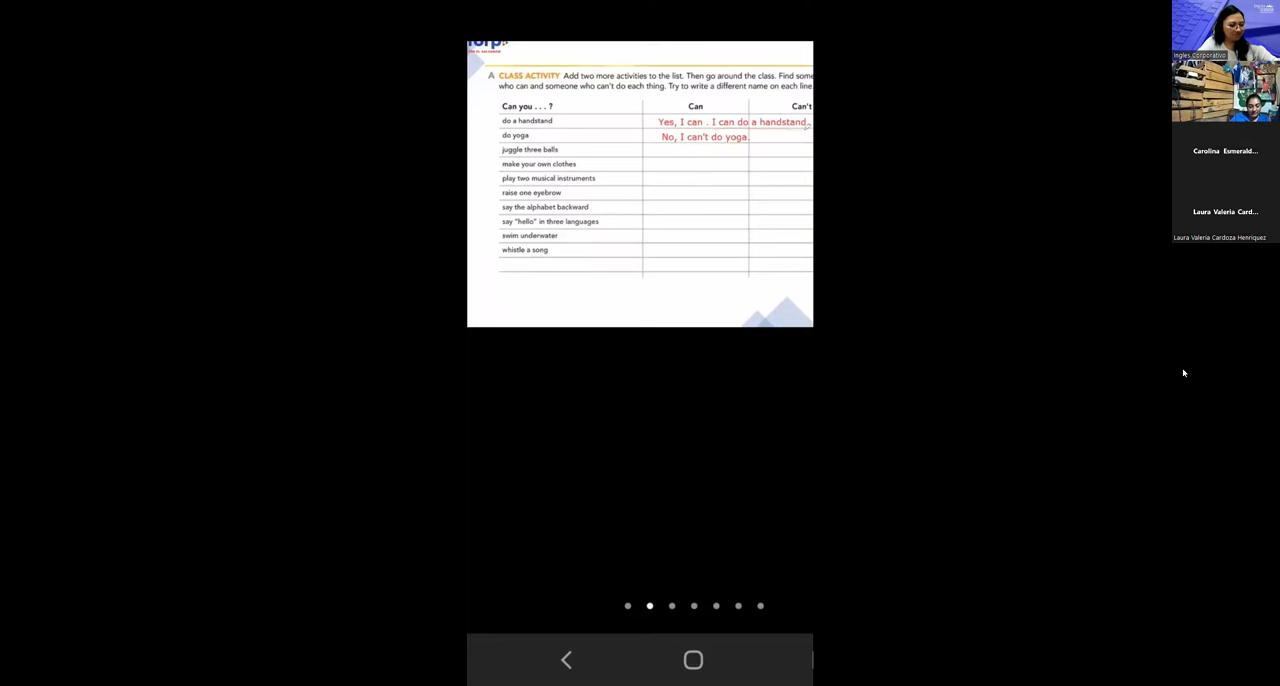 A CLASS ACTIVITY Add two more activities to the list. Then go around the class. Find some
who can and someone who can't do each thing. Try to write a different name on each line.
Can you . . . ? Can Can't
do a handstand Yes, I can . I can do a handstand.
do yoga No, I can't do yoga.
juggle three balls
make your own clothes
play two musical instruments
raise one eyebrow
say the alphabet backward
say "hello" in three languages
swim underwater
whistle a song
Ingles Corporativo
Carolina Esmerald...
Laura Valeria Card...
Laura Valeria Cardoza Henriquez